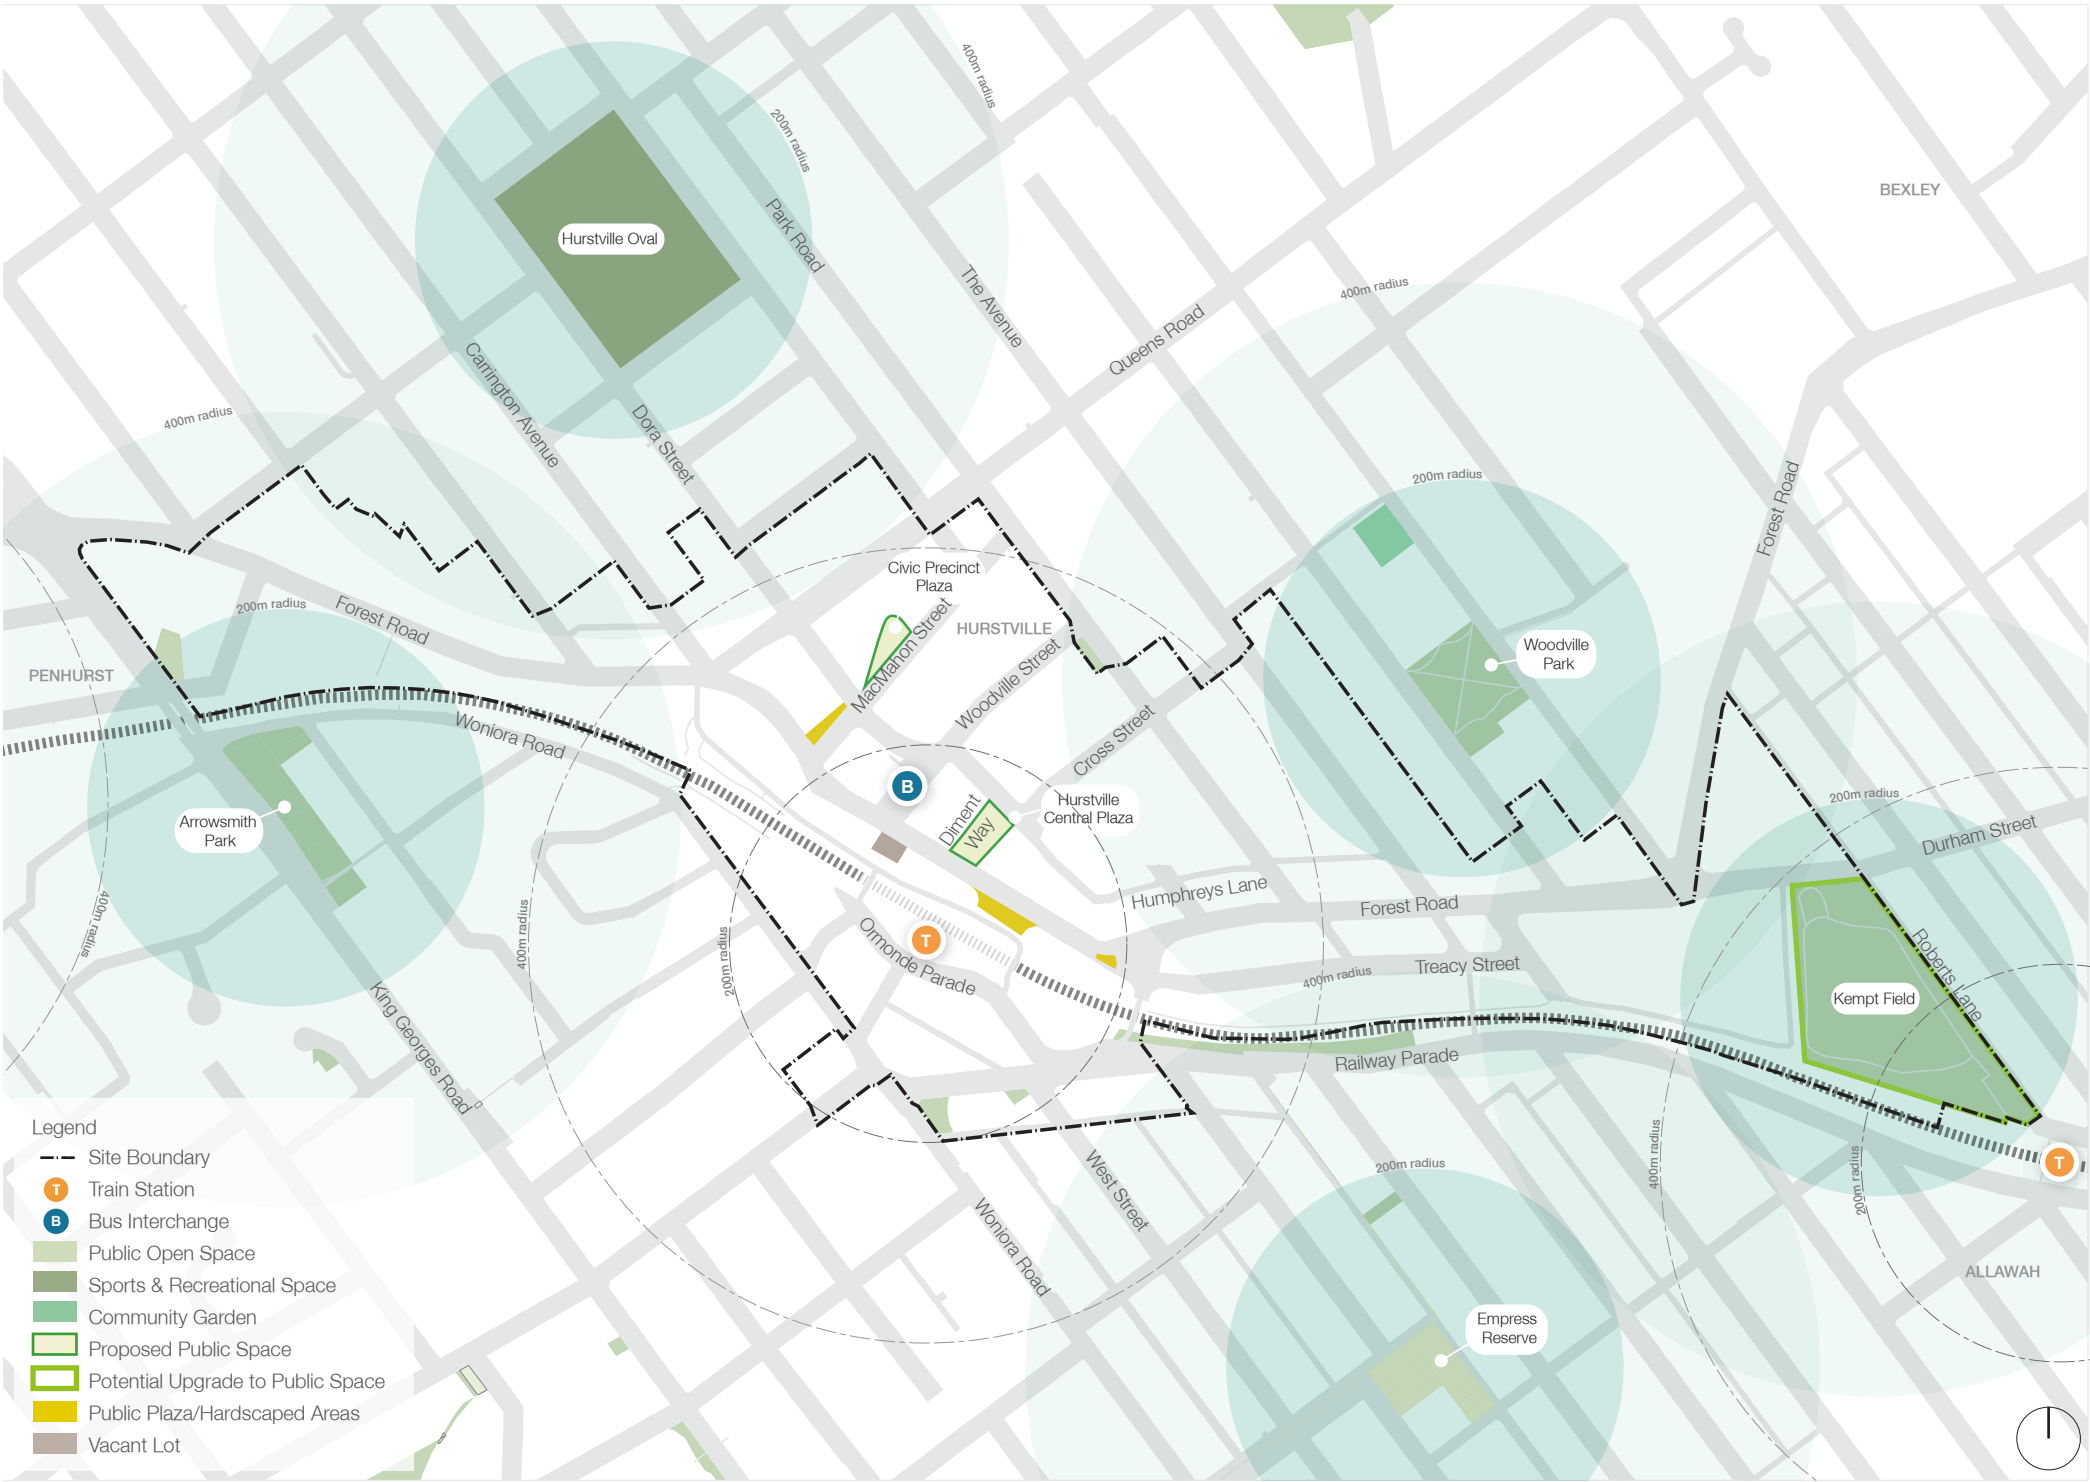 400m radius
200m radius
BEXLEY
Park Road
Hurstville Oval
The Avenue
400m radius
Queens Road
Carrington Avenue
400m radius
Dora Street
200m radius
Forest Road
Civic Precinct
Plaza
200m radius
Forest Road
HURSTVILLE
MacMahon Street
Woodville Street
Woodville
Park
PENHURST
Woniora Road
Cross Street
B
Hurstville
Central Plaza
Diment
Way
200m radius
Arrowsmith
Park
Durham Street
Humphreys Lane
Forest Road
400m radius
400m radius
200m radius
T
Ormonde Parade
Treacy Street
400m radius
Roberts Lane
Kempt Field
King Georges Road
Railway Parade
Legend
Site Boundary
T Train Station
B Bus Interchange
Public Open Space
Sports & Recreational Space
Community Garden
Proposed Public Space
Potential Upgrade to Public Space
Public Plaza/Hardscaped Areas
Vacant Lot
West Street
Woniora Road
200m radius
400m radius
200m radius
T
ALLAWAH
Empress
Reserve